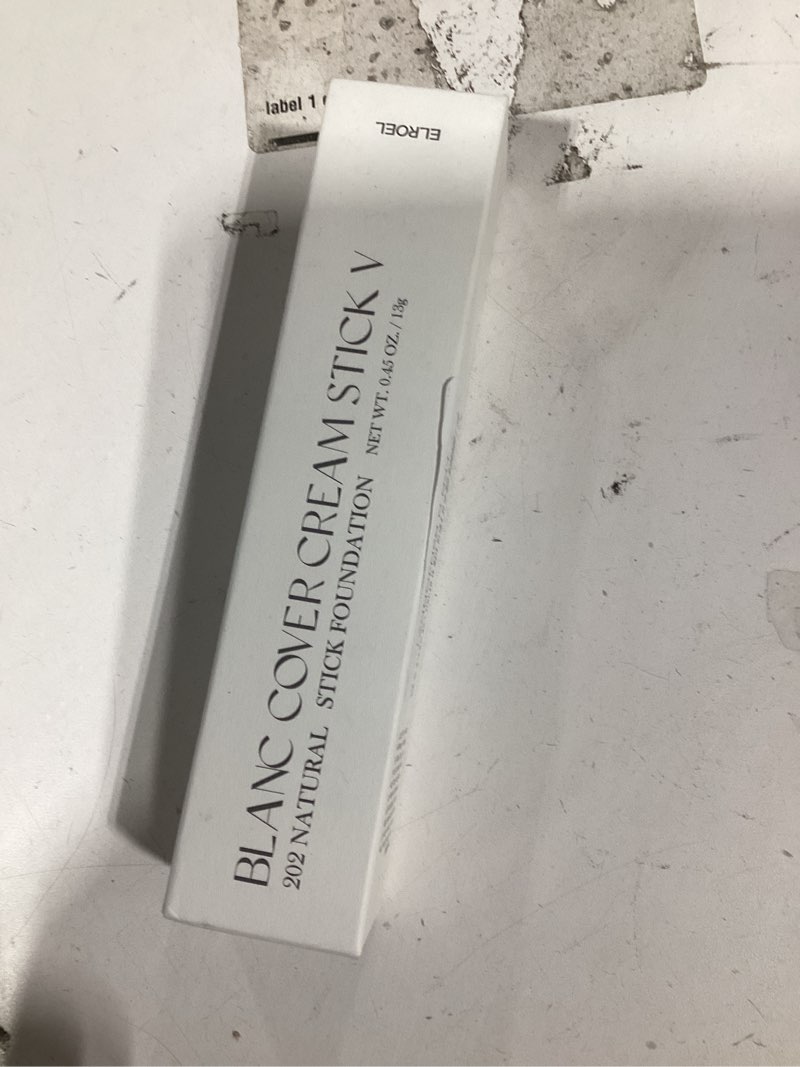 label 1
ELROEL
BLANC COVER CREAM STICK V
202 NATURAL STICK FOUNDATION NET WT. 0.45 OZ. / 13g